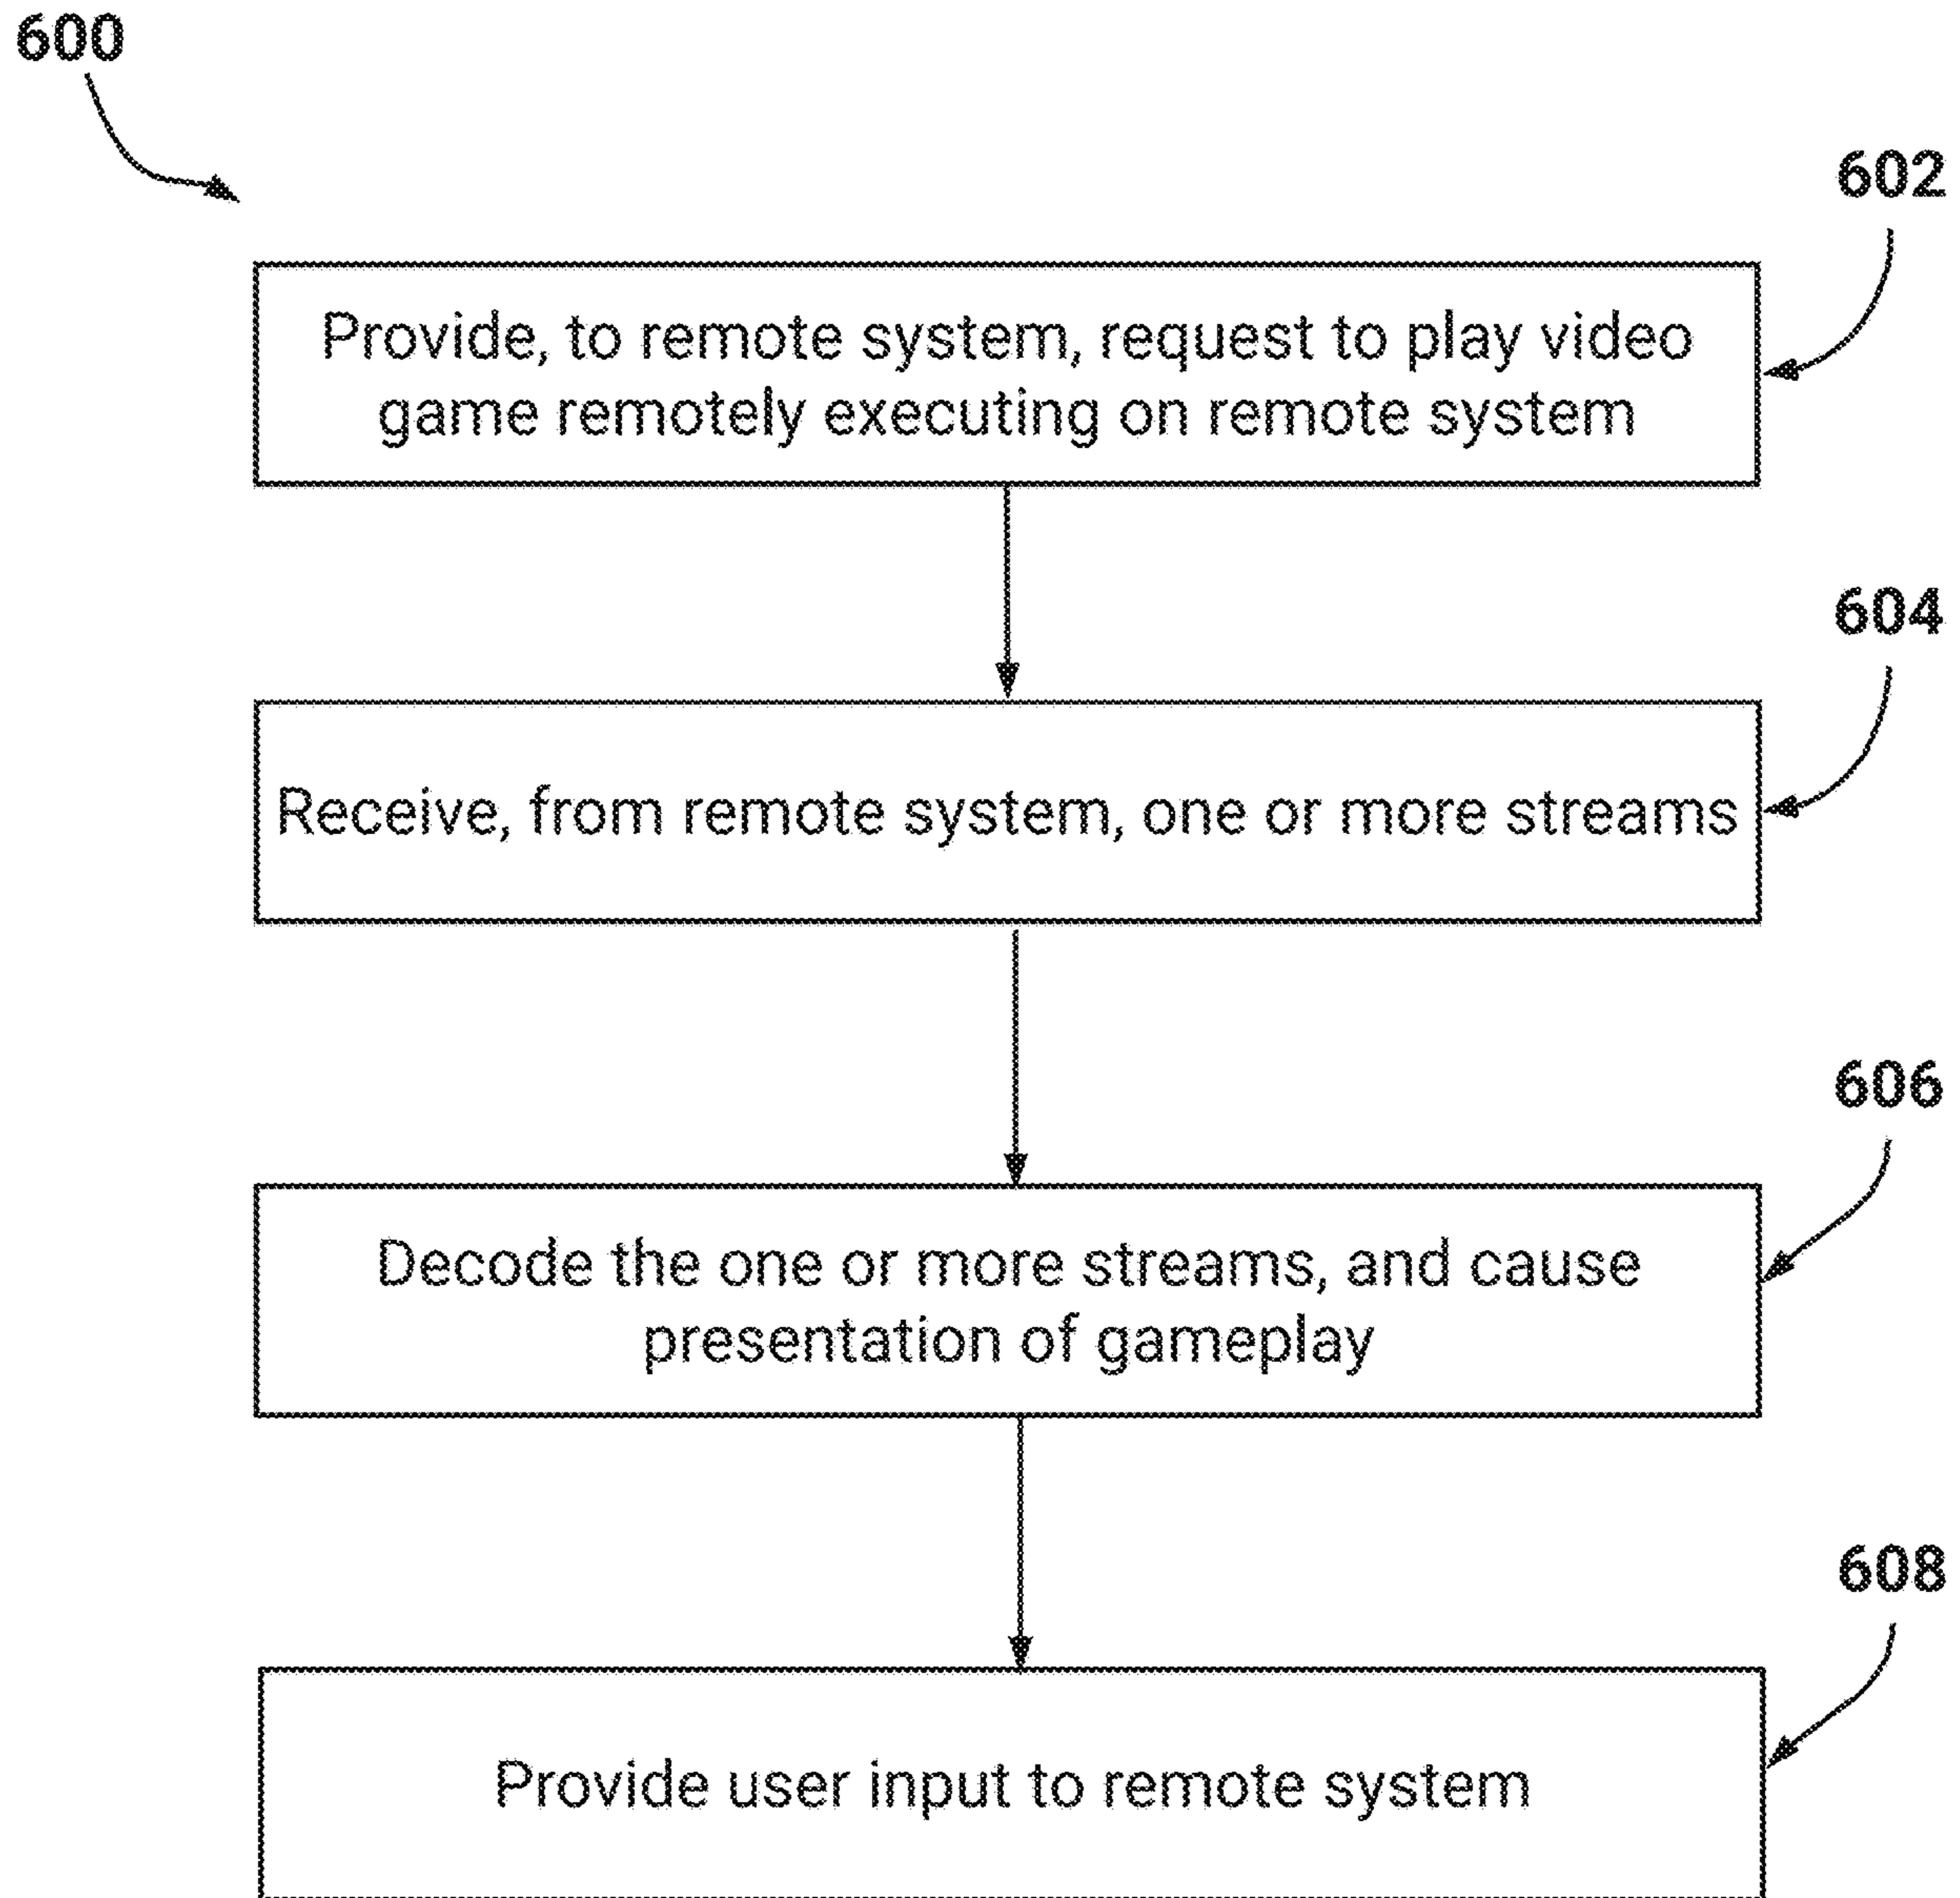 600
602
Provide, to remote system, request to play video
game remotely executing on remote system
604
Receive, from remote system, one or more streams
606
Decode the one or more streams, and cause
presentation of gameplay
608
Provide user input to remote system